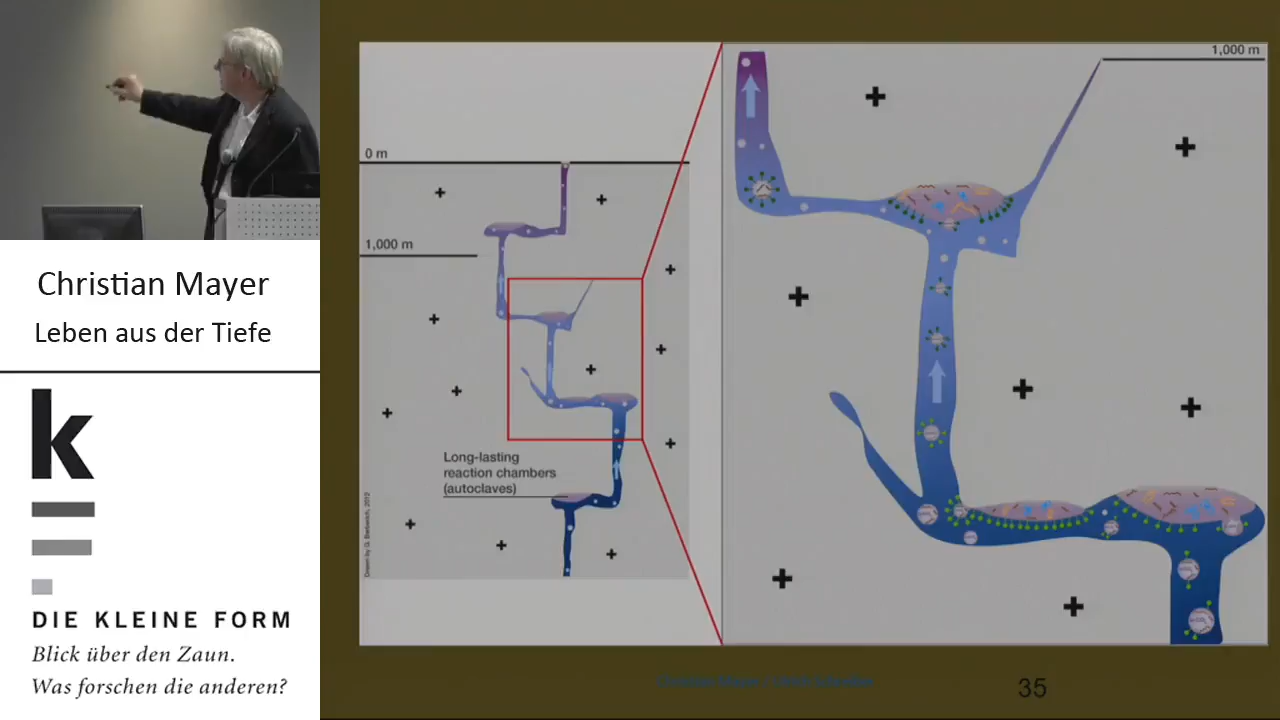 Christian Mayer
Leben aus der Tiefe
k
DIE KLEINE FORM
Blick über den Zaun.
Was forschen die anderen?
0 m
1,000 m
Long-lasting
reaction chambers
(autoclaves)
1,000 m
35